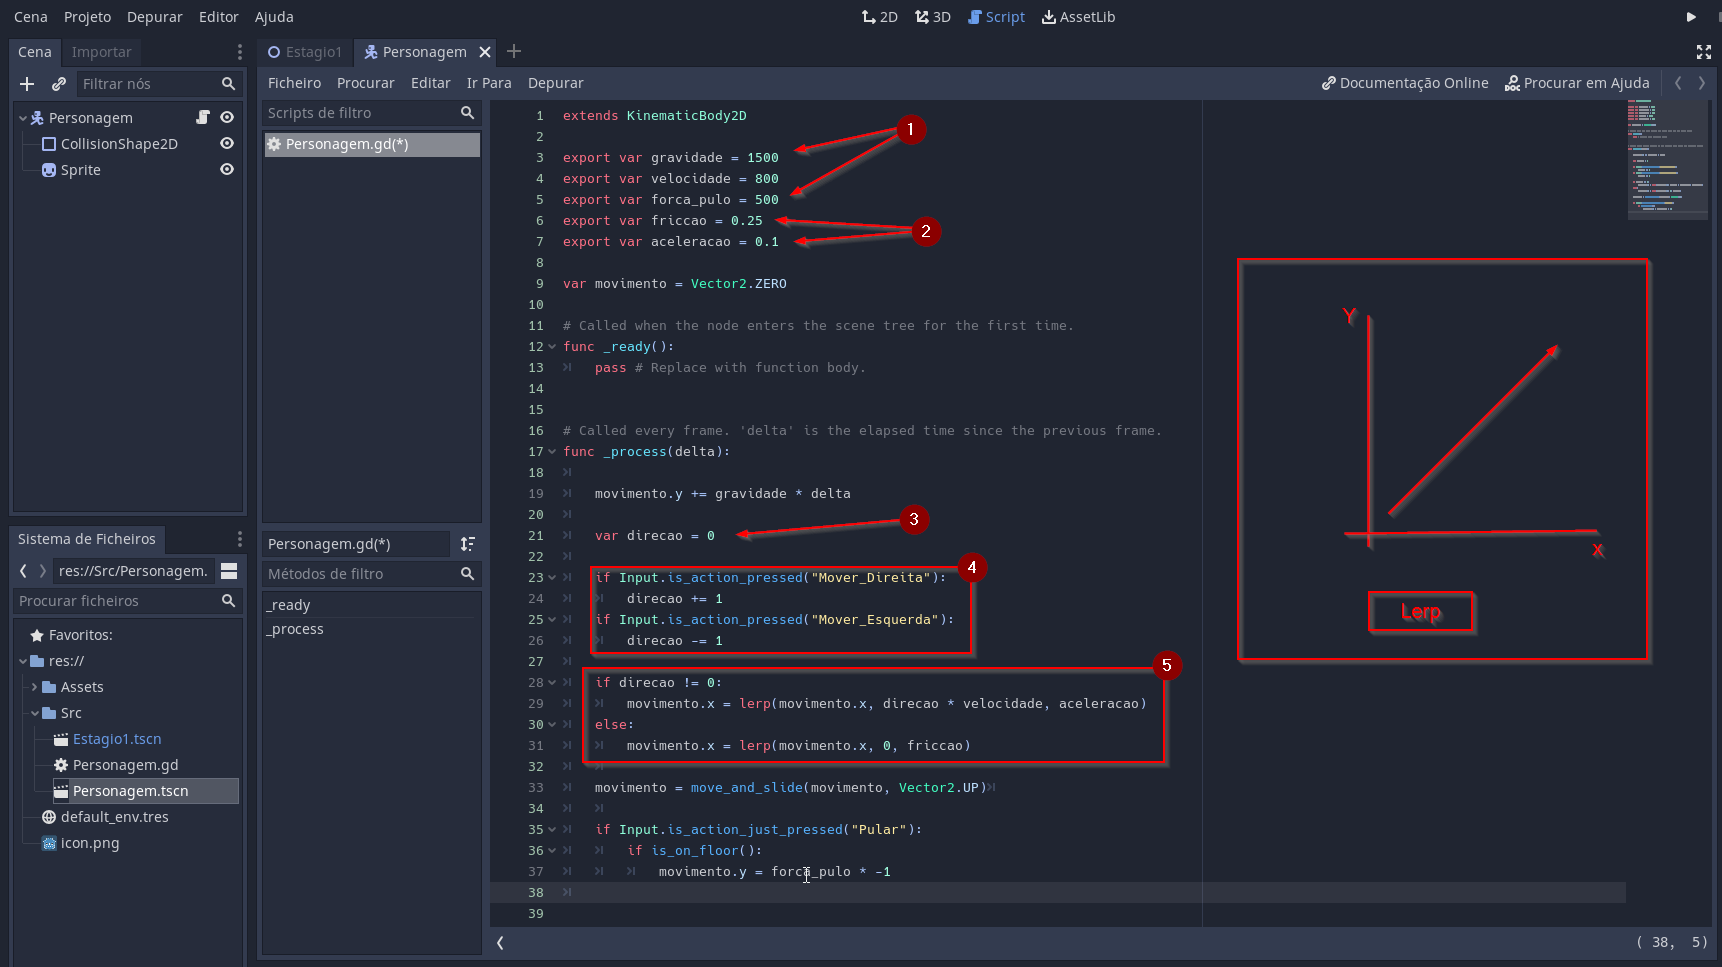 Cena Projeto Depurar Editor Ajuda
2D 3D Script AssetLib
Cena Importar
Filtrar nós
Personagem
CollisionShape2D
Sprite
Sistema de Ficheiros
res://Src/Personagem.
Procurar ficheiros
Favoritos:
res://
Assets
Src
Estagio1.tscn
Personagem.gd
Personagem.tscn
default_env.tres
icon.png
Estagio1 Personagem
Ficheiro Procurar Editar Ir Para Depurar
Documentação Online Procurar em Ajuda
Scripts de filtro
Personagem.gd(*)
Personagem.gd(*)
Métodos de filtro
_ready
_process
1 extends KinematicBody2D
2
3 export var gravidade = 1500
4 export var velocidade = 800
5 export var forca_pulo = 500
6 export var friccao = 0.25
7 export var aceleracao = 0.1
8
9 var movimento = Vector2.ZERO
10
11 # Called when the node enters the scene tree for the first time.
12 func _ready():
13 pass # Replace with function body.
14
15
16 # Called every frame. 'delta' is the elapsed time since the previous frame.
17 func _process(delta):
18
19 movimento.y += gravidade * delta
20
21 var direcao = 0
22
23 if Input.is_action_pressed("Mover_Direita"):
24 direcao += 1
25 if Input.is_action_pressed("Mover_Esquerda"):
26 direcao -= 1
27
28 if direcao != 0:
29 movimento.x = lerp(movimento.x, direcao * velocidade, aceleracao)
30 else:
31 movimento.x = lerp(movimento.x, 0, friccao)
32
33 movimento = move_and_slide(movimento, Vector2.UP)
34
35 if Input.is_action_just_pressed("Pular"):
36 if is_on_floor():
37 movimento.y = forca_pulo * -1
38
39
1
2
3
4
5
Y
x
Lerp
( 38, 5)